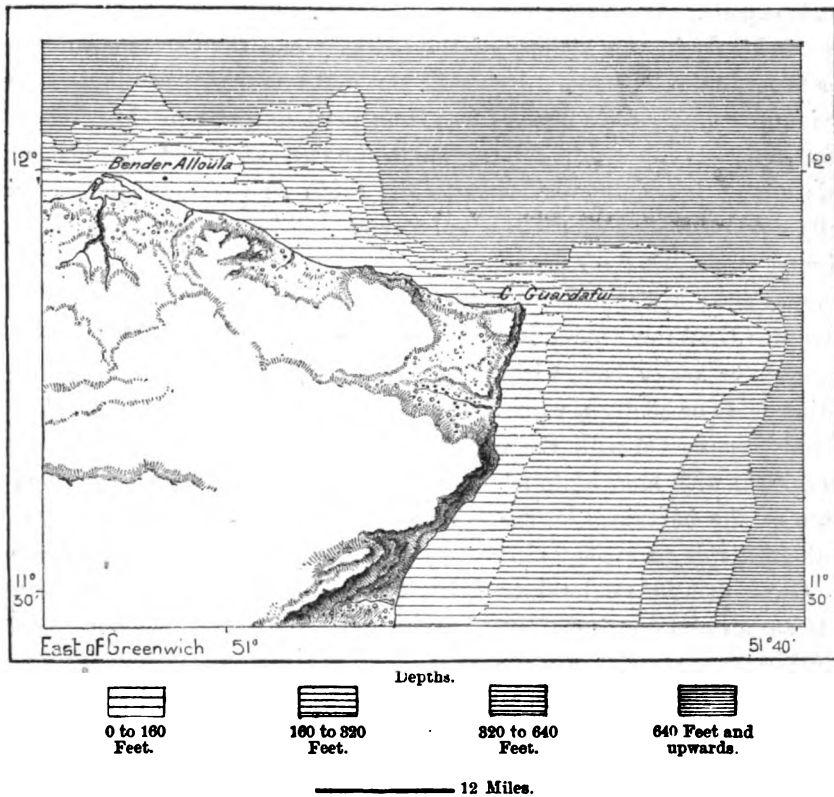 12°
12°
Bender Alloula
C. Guardafui
11°
30'
11°
30'
East of Greenwich 51°
51°40'
Depths.
0 to 160
Feet.
160 to 320
Feet.
320 to 640
Feet.
640 Feet and
upwards.
12 Miles.